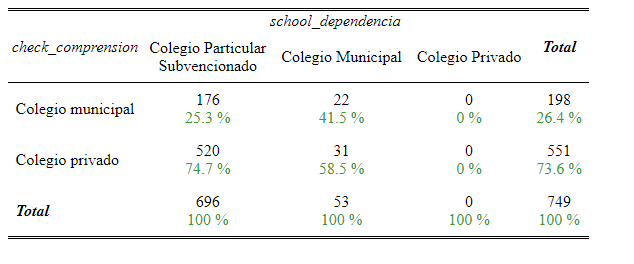 school_dependencia
check_comprension Colegio Particular Subvencionado Colegio Municipal Colegio Privado Total
Colegio municipal 176 22 0 198
25.3 % 41.5 % 0 % 26.4 %
Colegio privado 520 31 0 551
74.7 % 58.5 % 0 % 73.6 %
Total 696 53 0 749
100 % 100 % 100 % 100 %